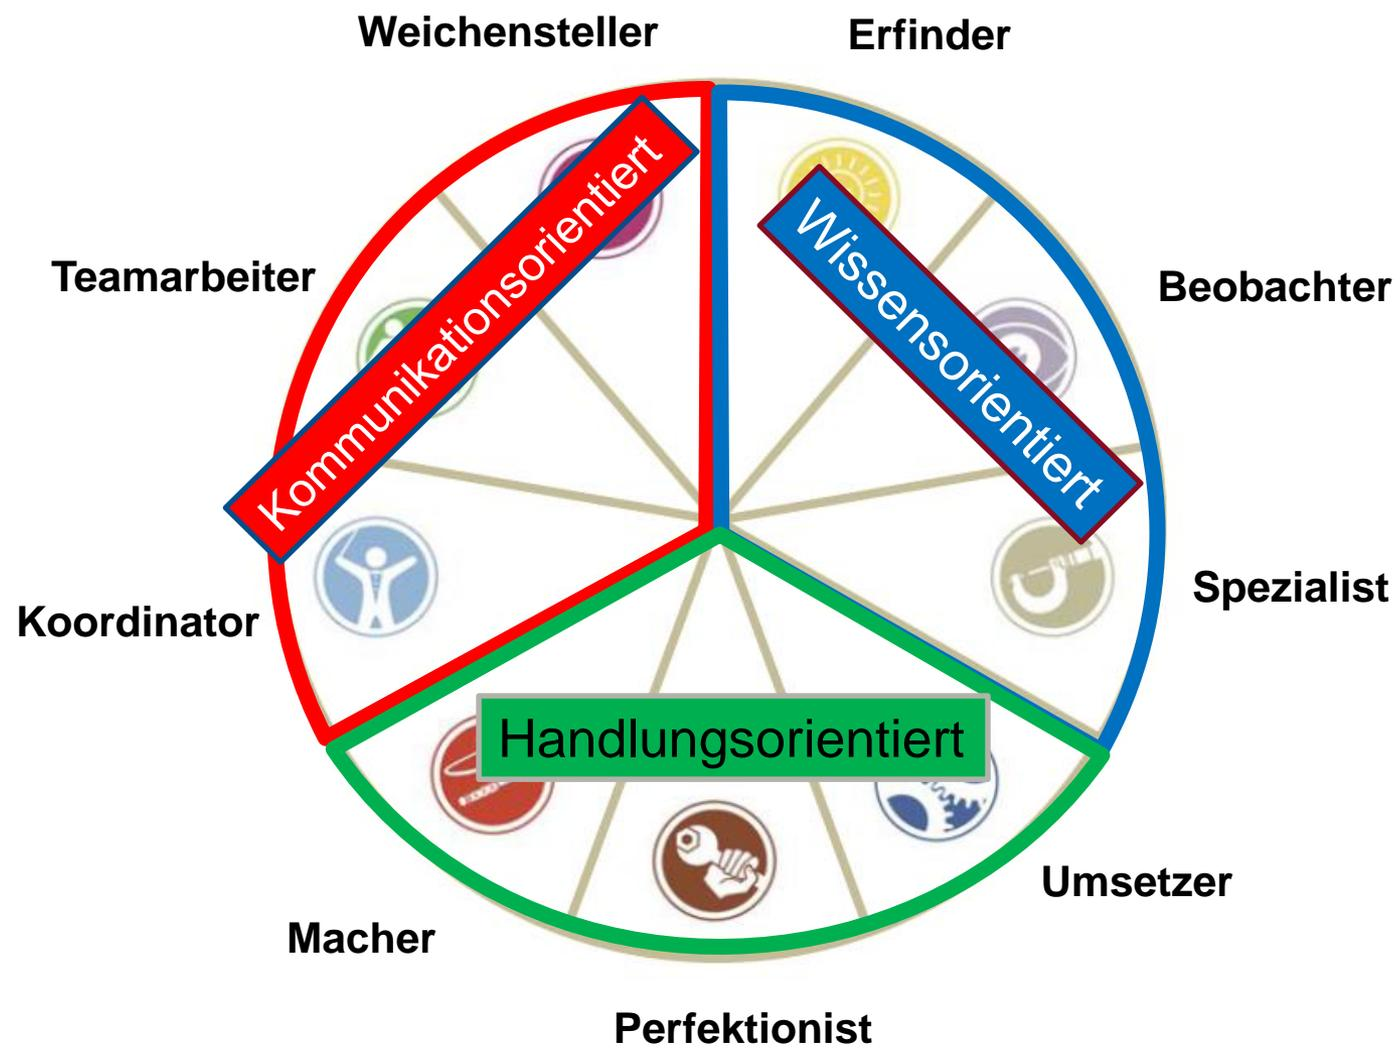 Weichensteller
Erfinder
Kommunikationsorientiert
Wissensorientiert
Teamarbeiter
Beobachter
Koordinator
Spezialist
Handlungsorientiert
Umsetzer
Macher
Perfektionist